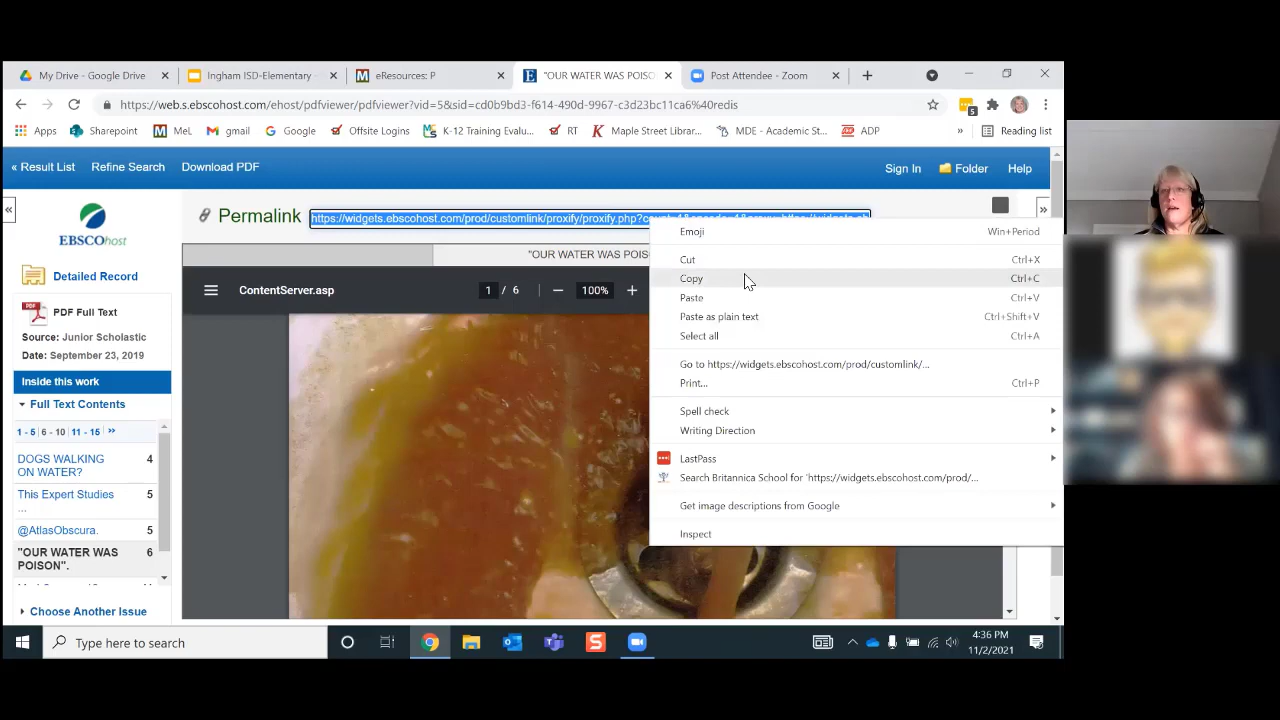 My Drive - Google Drive
Ingham ISD-Elementary -
eResources: P
"OUR WATER WAS POISO
Post Attendee - Zoom
https://web.s.ebscohost.com/ehost/pdfviewer/pdfviewer?vid=5&sid=cd0b9bd3-f614-490d-9967-c3d23bc11ca6%40redis
5
Apps
Sharepoint
MeL
gmail
Google
Offsite Logins
K-12 Training Evalu...
RT
Maple Street Librar...
MDE - Academic St...
ADP
»
Reading list
« Result List
Refine Search
Download PDF
Sign In
Folder
Help
«
Permalink
»
EBSCOhost
Detailed Record
PDF Full Text
Source: Junior Scholastic
Date: September 23, 2019
Inside this work
Full Text Contents
1 - 5 | 6 - 10 | 11 - 15 | »
DOGS WALKING
ON WATER? 4
This Expert Studies 5
...
@AtlasObscura. 5
"OUR WATER WAS 6
POISON".
Choose Another Issue
"OUR WATER WAS POIS
ContentServer.asp
1 / 6
100%
Emoji Win+Period
Cut Ctrl+X
Copy Ctrl+C
Paste Ctrl+V
Paste as plain text Ctrl+Shift+V
Select all Ctrl+A
Go to https://widgets.ebscohost.com/prod/customlink/...
Print... Ctrl+P
Spell check
Writing Direction
LastPass
Search Britannica School for 'https://widgets.ebscohost.com/prod/...
Get image descriptions from Google
Inspect
Type here to search
4:36 PM
11/2/2021